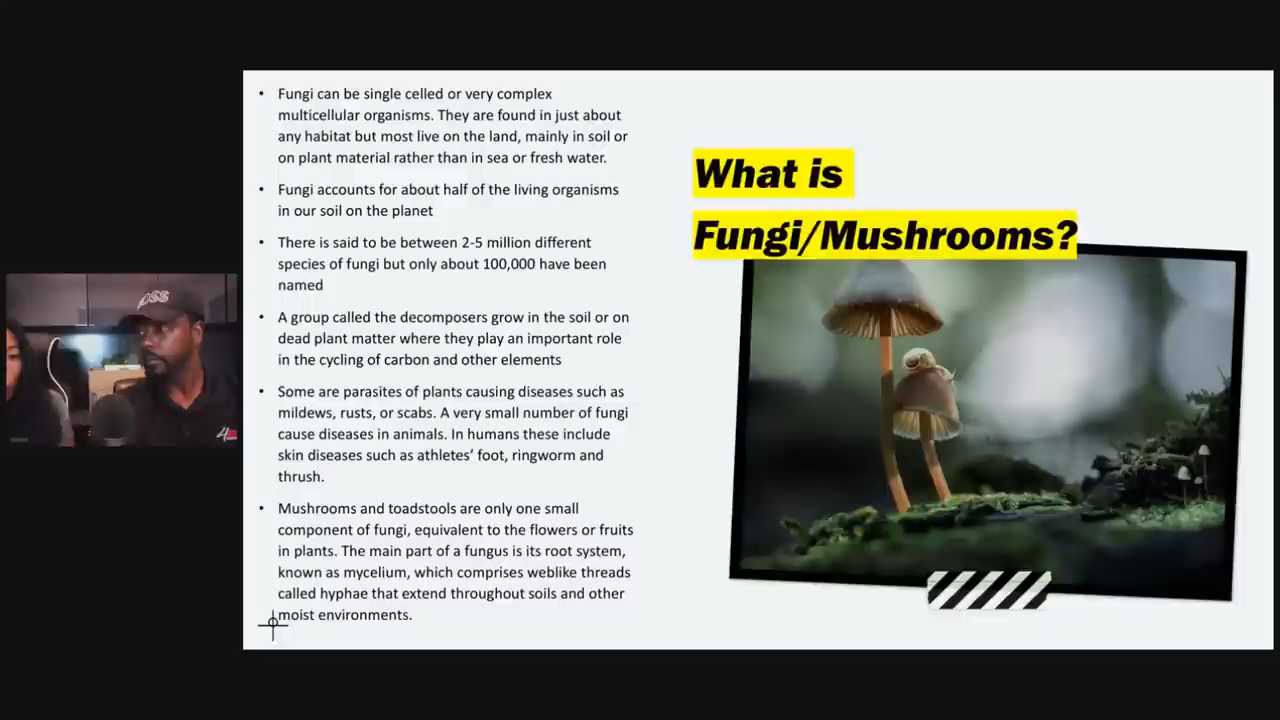 • Fungi can be single celled or very complex
multicellular organisms. They are found in just about
any habitat but most live on the land, mainly in soil or
on plant material rather than in sea or fresh water.
• Fungi accounts for about half of the living organisms
in our soil on the planet
• There is said to be between 2-5 million different
species of fungi but only about 100,000 have been
named
• A group called the decomposers grow in the soil or on
dead plant matter where they play an important role
in the cycling of carbon and other elements
• Some are parasites of plants causing diseases such as
mildews, rusts, or scabs. A very small number of fungi
cause diseases in animals. In humans these include
skin diseases such as athletes’ foot, ringworm and
thrush.
• Mushrooms and toadstools are only one small
component of fungi, equivalent to the flowers or fruits
in plants. The main part of a fungus is its root system,
known as mycelium, which comprises weblike threads
called hyphae that extend throughout soils and other
moist environments.
What is
Fungi/Mushrooms?